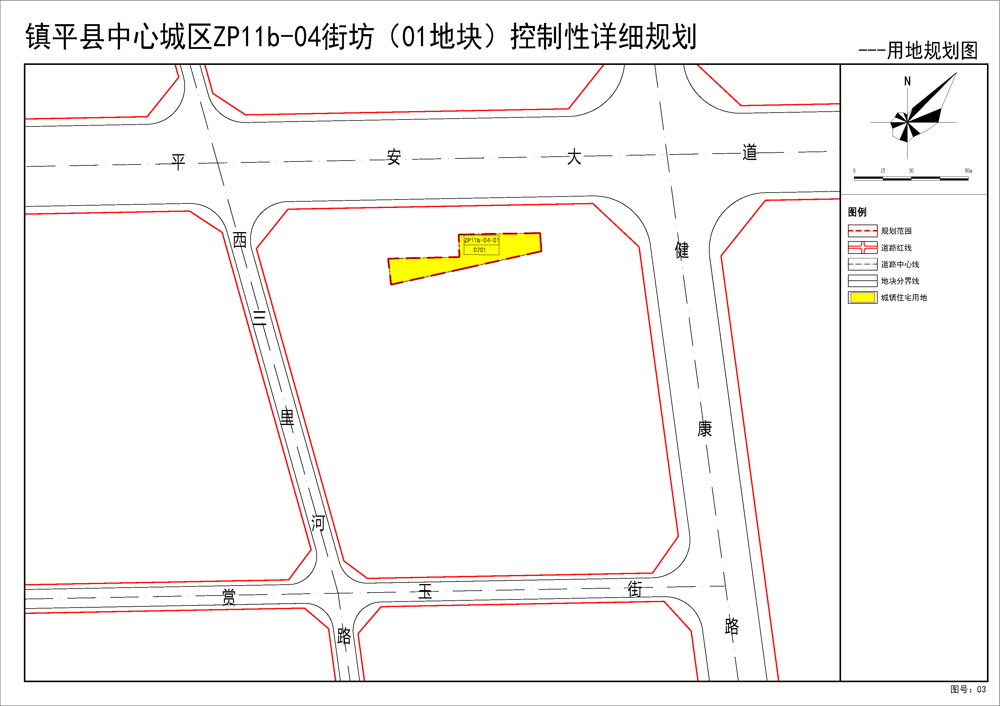 镇平县中心城区ZP11b-04街坊（01地块）控制性详细规划
---用地规划图
N
0 15 30 60m
平安大道
图例
规划范围
道路红线
道路中心线
地块分界线
城镇住宅用地
ZP11b-04-01
0701
西三里河路
健康路
赏玉街
图号：03